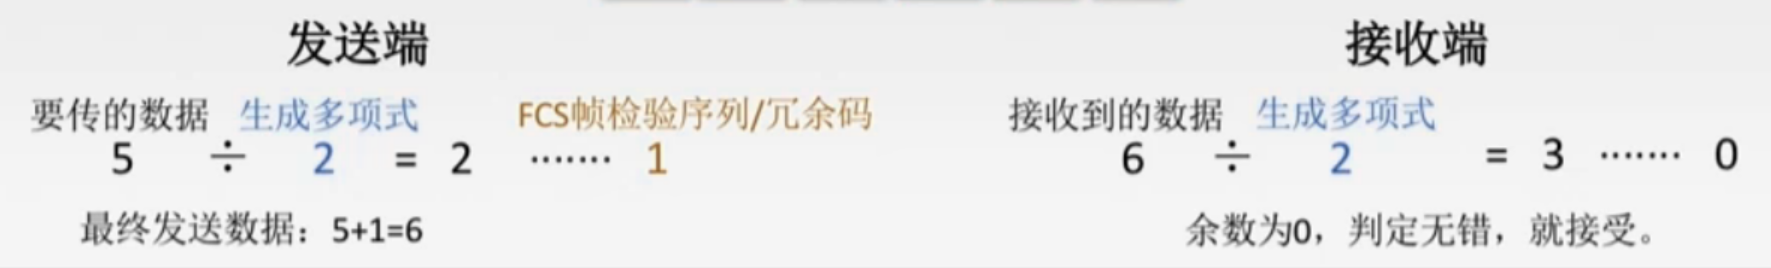 发送端
要传的数据 生成多项式 FCS帧检验序列/冗余码
5 ÷ 2 = 2 ······· 1
最终发送数据：5+1=6
接收端
接收到的数据 生成多项式
6 ÷ 2 = 3 ······· 0
余数为0，判定无错，就接受。